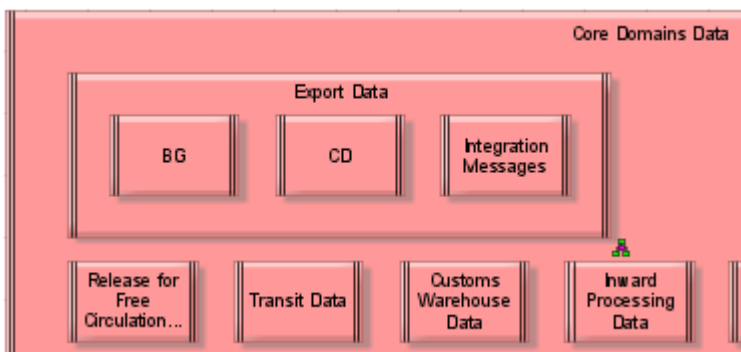 Core Domains Data
Export Data
BG
CD
Integration
Messages
Release for
Free
Circulation...
Transit Data
Customs
Warehouse
Data
Inward
Processing
Data